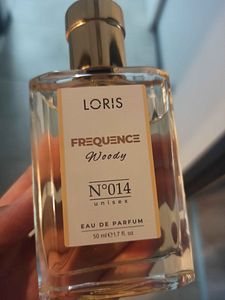 LORIS
FREQUENCE
Woody
N°014
unisex
EAU DE PARFUM
50 ml ℮ 1.7 fl. oz